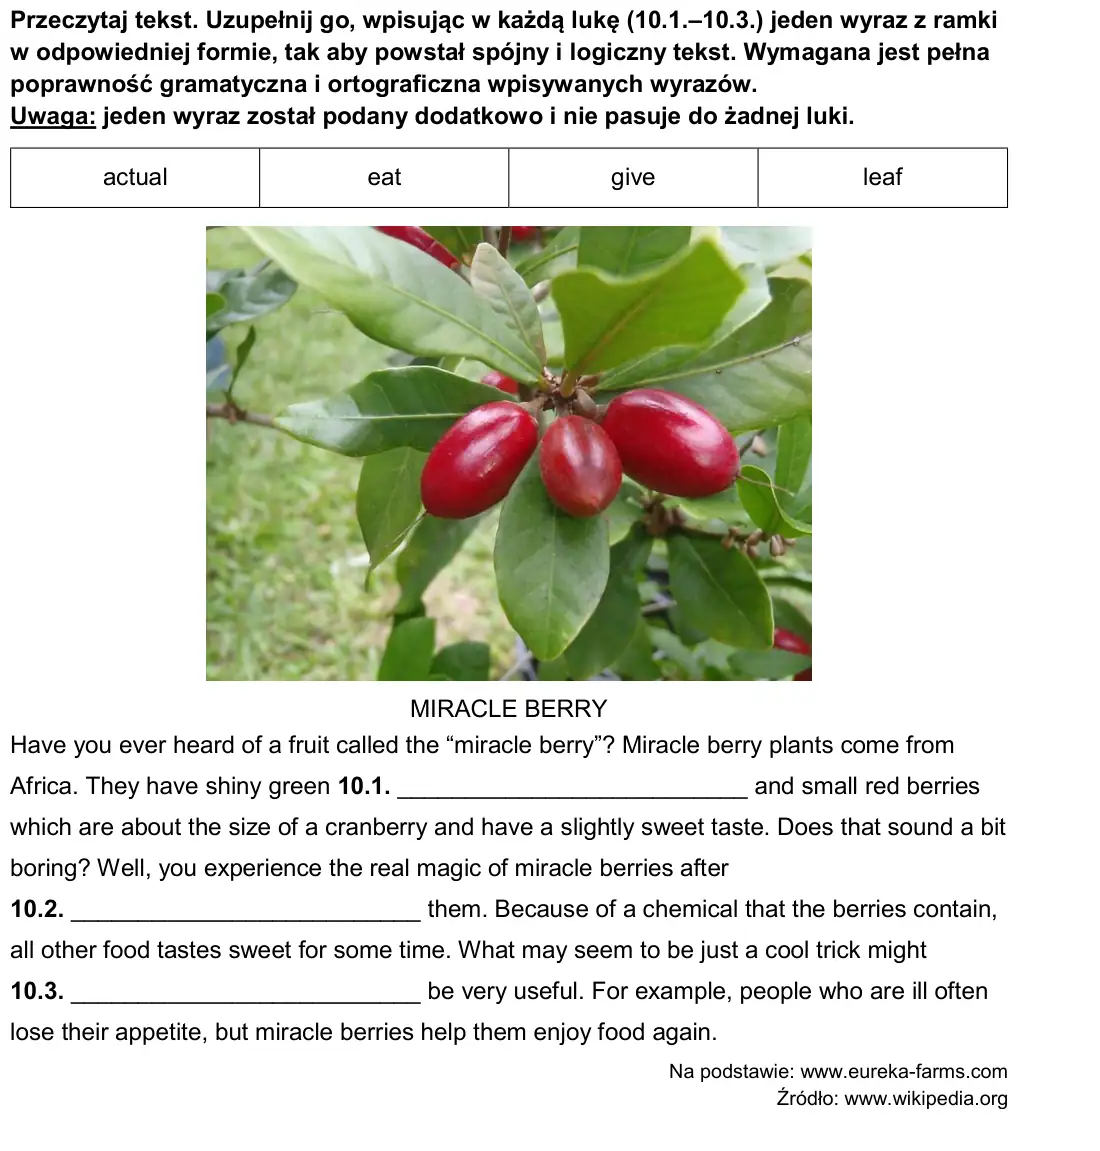 Przeczytaj tekst. Uzupełnij go, wpisując w każdą lukę (10.1.–10.3.) jeden wyraz z ramki
w odpowiedniej formie, tak aby powstał spójny i logiczny tekst. Wymagana jest pełna
poprawność gramatyczna i ortograficzna wpisywanych wyrazów.
Uwaga: jeden wyraz został podany dodatkowo i nie pasuje do żadnej luki.
actual eat give leaf
MIRACLE BERRY
Have you ever heard of a fruit called the “miracle berry”? Miracle berry plants come from
Africa. They have shiny green 10.1. __________________________ and small red berries
which are about the size of a cranberry and have a slightly sweet taste. Does that sound a bit
boring? Well, you experience the real magic of miracle berries after
10.2. __________________________ them. Because of a chemical that the berries contain,
all other food tastes sweet for some time. What may seem to be just a cool trick might
10.3. __________________________ be very useful. For example, people who are ill often
lose their appetite, but miracle berries help them enjoy food again.
Na podstawie: www.eureka-farms.com
Źródło: www.wikipedia.org